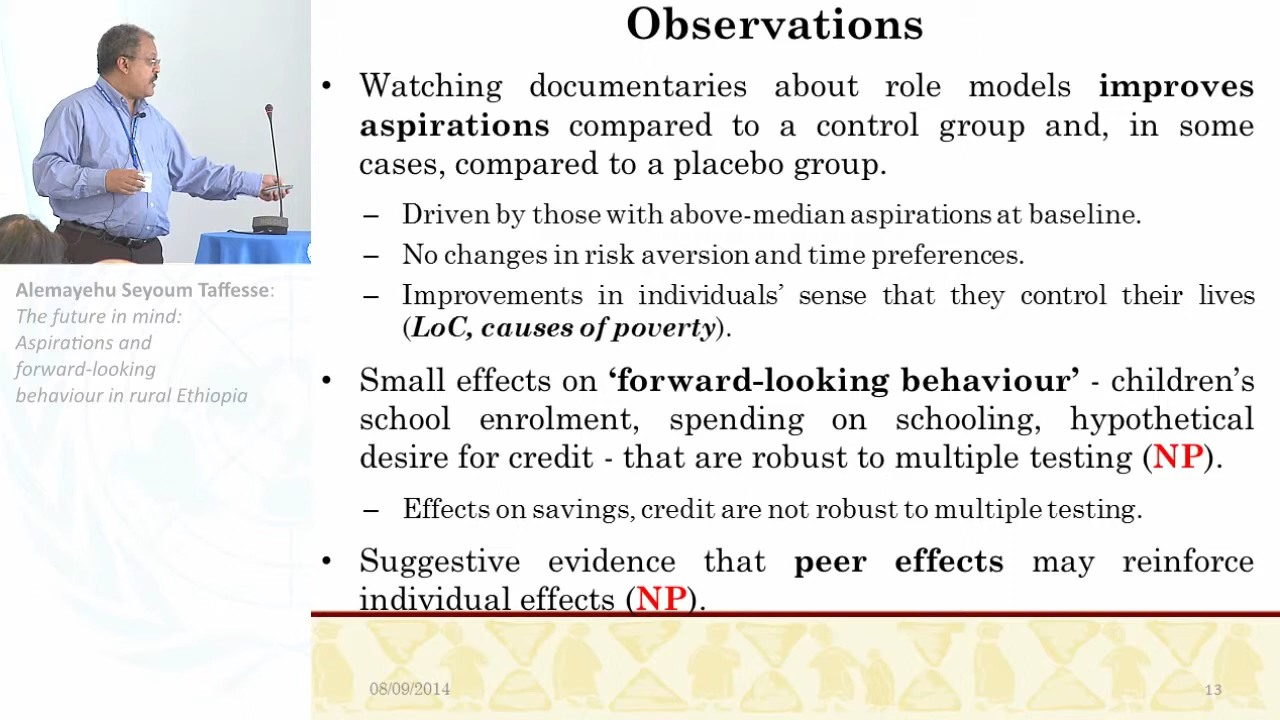 Observations
• Watching documentaries about role models improves
aspirations compared to a control group and, in some
cases, compared to a placebo group.
– Driven by those with above-median aspirations at baseline.
– No changes in risk aversion and time preferences.
– Improvements in individuals’ sense that they control their lives
(LoC, causes of poverty).
• Small effects on ‘forward-looking behaviour’ - children’s
school enrolment, spending on schooling, hypothetical
desire for credit - that are robust to multiple testing (NP).
– Effects on savings, credit are not robust to multiple testing.
• Suggestive evidence that peer effects may reinforce
individual effects (NP).
08/09/2014
13
Alemayehu Seyoum Taffesse:
The future in mind:
Aspirations and
forward-looking
behaviour in rural Ethiopia